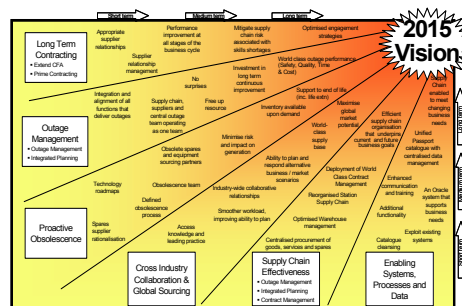 Short term
Medium term
Long term
2015
Vision
Long Term
Contracting
• Extend CFA
• Prime Contracting
Appropriate
supplier
relationships
Supplier
relationship
management
Performance
improvement at
all stages of the
business cycle
No
surprises
Mitigate supply
chain risk
associated with
skills shortages
Investment in
long term
continuous
improvement
Optimised engagement
strategies
World class outage performance
(Safety, Quality, Time
& Cost)
Outage
Management
• Outage Management
• Integrated Planning
Integration and
alignment of all
functions that
deliver outages
Supply chain,
suppliers and
central outage
team operating
as one team
Free up
resource
Support to end of life
(inc. life extn)
Inventory available
upon demand
Obsolete spares
and equipment
sourcing partners
Minimise risk
and impact on
generation
Proactive
Obsolescence
Technology
roadmaps
Spares
supplier
rationalisation
Defined
obsolescence
process
Obsolescence team
Access
knowledge and
leading practice
Industry-wide collaborative
relationships
Smoother workload,
improving ability to plan
Ability to plan and
respond alternative
business / market
scenarios
World-
class
supply
base
Maximise
global
market
potential
Cross Industry
Collaboration &
Global Sourcing
Centralised procurement of
goods, services and spares
Optimised Warehouse
management
Reorganised Station
Supply Chain
Deployment of World
Class Contract
Management
Efficient
supply chain
organisation that
underpins
current and future
business goals
Supply Chain
Effectiveness
• Outage Management
• Integrated Planning
• Contract Management
Supply
Chain
enabled
to meet
changing
business
needs
Unified
Passport
catalogue with
centralised data
management
Enhanced
communication
and training
Additional
functionality
Catalogue
cleansing
An Oracle
system that
supports
business
needs
Exploit existing
systems
Enabling
Systems,
Processes and
Data
Long term
Medium term
Short term